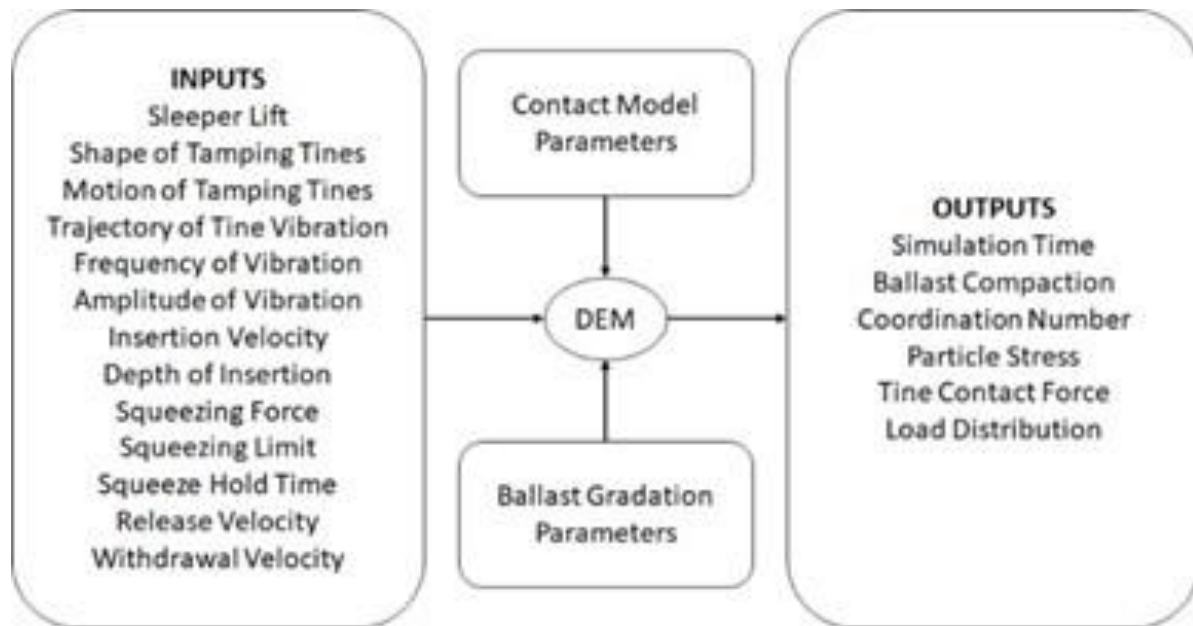 INPUTS
Sleeper Lift
Shape of Tamping Tines
Motion of Tamping Tines
Trajectory of Tine Vibration
Frequency of Vibration
Amplitude of Vibration
Insertion Velocity
Depth of Insertion
Squeezing Force
Squeezing Limit
Squeeze Hold Time
Release Velocity
Withdrawal Velocity
Contact Model
Parameters
DEM
Ballast Gradation
Parameters
OUTPUTS
Simulation Time
Ballast Compaction
Coordination Number
Particle Stress
Tine Contact Force
Load Distribution